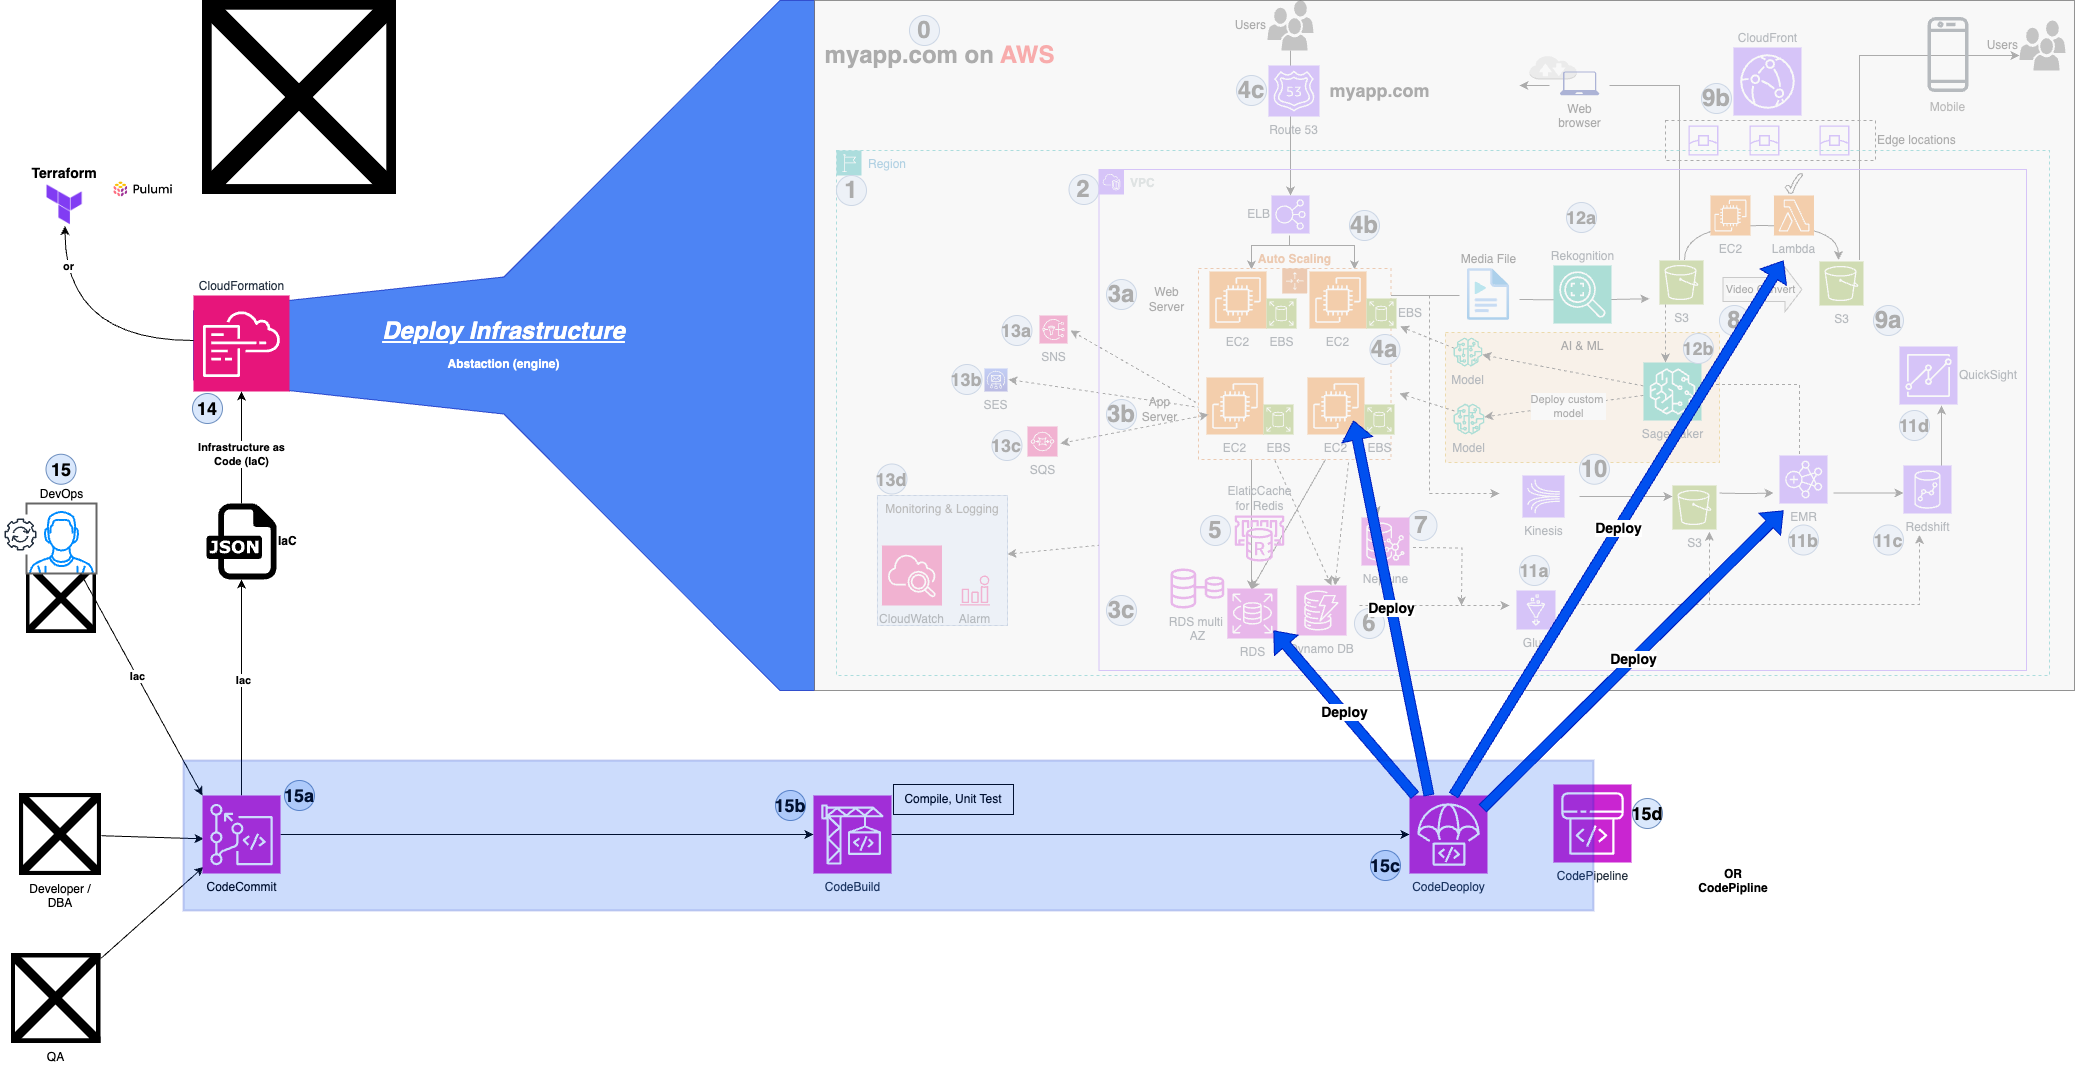 0
myapp.com on AWS
Users
4c
53
myapp.com
Route 53
Web
browser
CloudFront
9b
Edge locations
Mobile
Users
Region
1
2
VPC
ELB
4b
Auto Scaling
3a
Web
Server
EC2
EBS
EC2
EBS
4a
Media File
12a
Rekognition
S3
EC2
Lambda
Video Convert
8
S3
9a
13a
SNS
13b
SES
13c
SQS
3b
App
Server
EC2
EBS
EC2
EBS
AI & ML
12b
Model
Deploy custom
model
Model
SageMaker
QuickSight
11d
13d
Monitoring & Logging
CloudWatch
Alarm
ElaticCache
for Redis
5
R
7
Neptune
10
Kinesis
S3
EMR
11b
11c
Redshift
3c
RDS multi
AZ
RDS
Dynamo DB
6
11a
Glue
Deploy
Deploy
Deploy
Deploy
Terraform
Pulumi
or
CloudFormation
14
Deploy Infrastructure
Abstaction (engine)
Infrastructure as
Code (IaC)
15
DevOps
JSON
IaC
Iac
Iac
15a
CodeCommit
15b
Compile, Unit Test
CodeBuild
15c
CodeDeoploy
15d
CodePipeline
OR
CodePipline
Developer /
DBA
QA